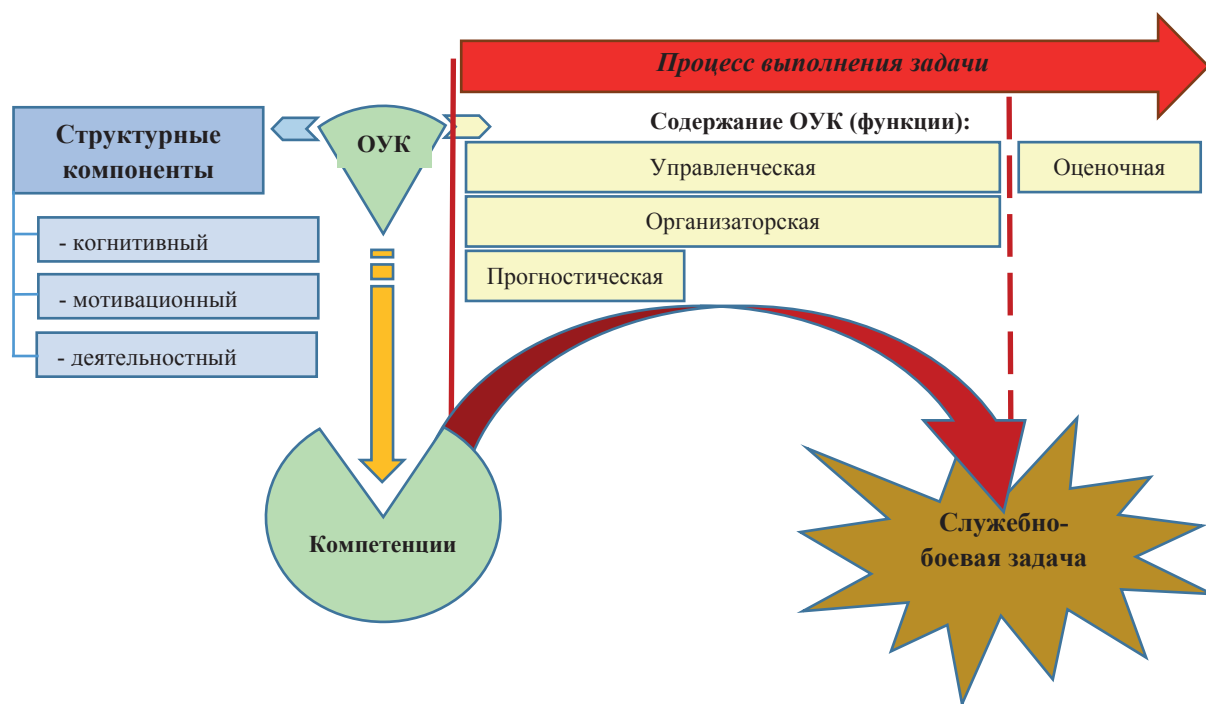 Процесс выполнения задачи
Структурные
компоненты
ОУК
Содержание ОУК (функции):
Управленческая
Оценочная
Организаторская
Прогностическая
- когнитивный
- мотивационный
- деятельностный
Компетенции
Служебно-
боевая задача